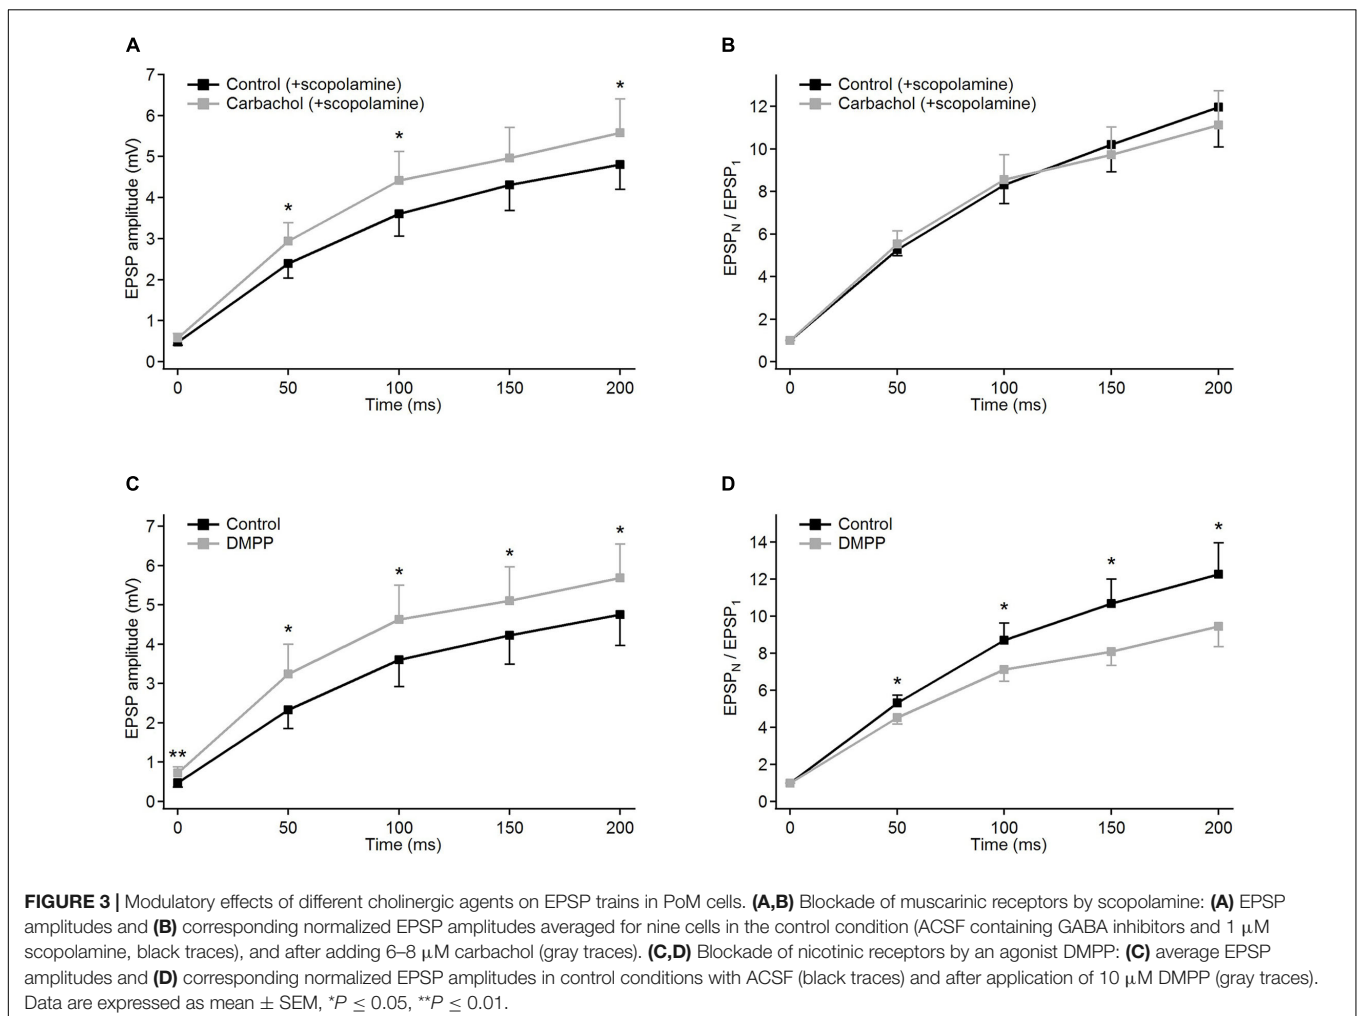 A
Control (+scopolamine)
Carbachol (+scopolamine)
EPSP amplitude (mV)
7
6
5
4
3
2
1
0
*
*
*
0 50 100 150 200
Time (ms)
B
Control (+scopolamine)
Carbachol (+scopolamine)
EPSP_N / EPSP_1
12
10
8
6
4
2
0
0 50 100 150 200
Time (ms)
C
Control
DMPP
EPSP amplitude (mV)
7
6
5
4
3
2
1
0
**
*
*
*
*
0 50 100 150 200
Time (ms)
D
Control
DMPP
EPSP_N / EPSP_1
14
12
10
8
6
4
2
0
*
*
*
*
0 50 100 150 200
Time (ms)
FIGURE 3 | Modulatory effects of different cholinergic agents on EPSP trains in PoM cells. (A,B) Blockade of muscarinic receptors by scopolamine: (A) EPSP
amplitudes and (B) corresponding normalized EPSP amplitudes averaged for nine cells in the control condition (ACSF containing GABA inhibitors and 1 μM
scopolamine, black traces), and after adding 6–8 μM carbachol (gray traces). (C,D) Blockade of nicotinic receptors by an agonist DMPP: (C) average EPSP
amplitudes and (D) corresponding normalized EPSP amplitudes in control conditions with ACSF (black traces) and after application of 10 μM DMPP (gray traces).
Data are expressed as mean ± SEM, *P ≤ 0.05, **P ≤ 0.01.